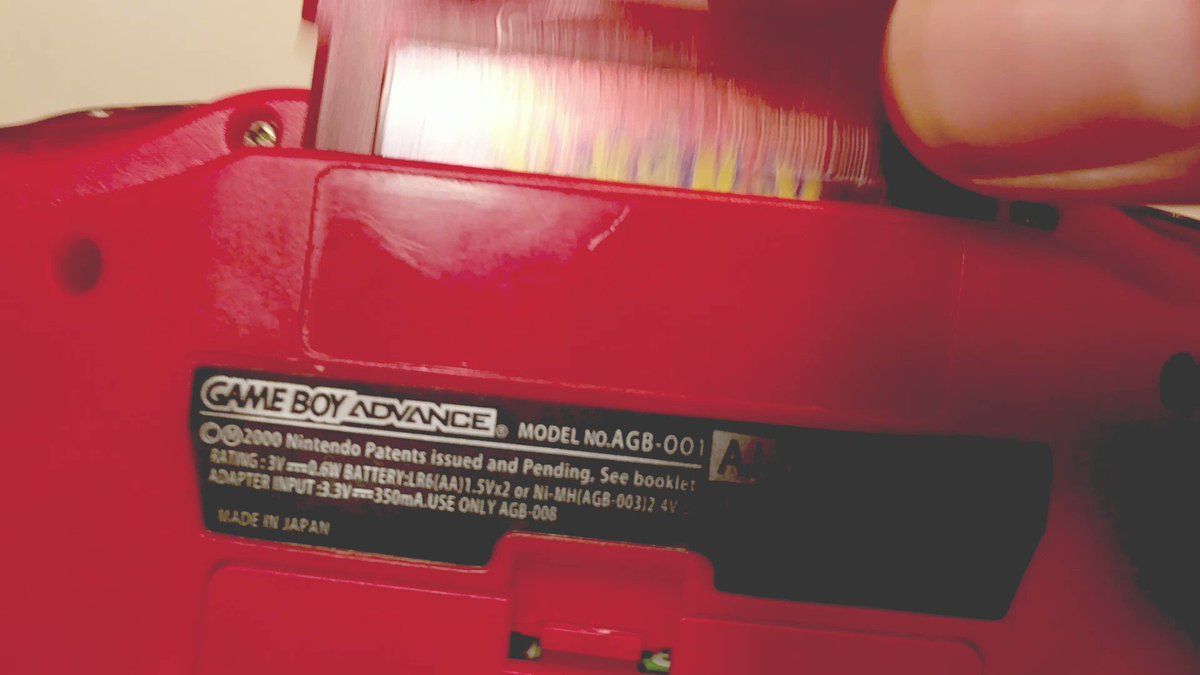 GAME BOY ADVANCE® MODEL NO.AGB-001
©Ⓜ2000 Nintendo Patents Issued and Pending, See booklet
RATING: 3V⎓0.6W BATTERY:LR6(AA)1.5Vx2 or Ni-MH(AGB-003)2.4V
ADAPTER INPUT :3.3V⎓350mA.USE ONLY AGB-008
MADE IN JAPAN